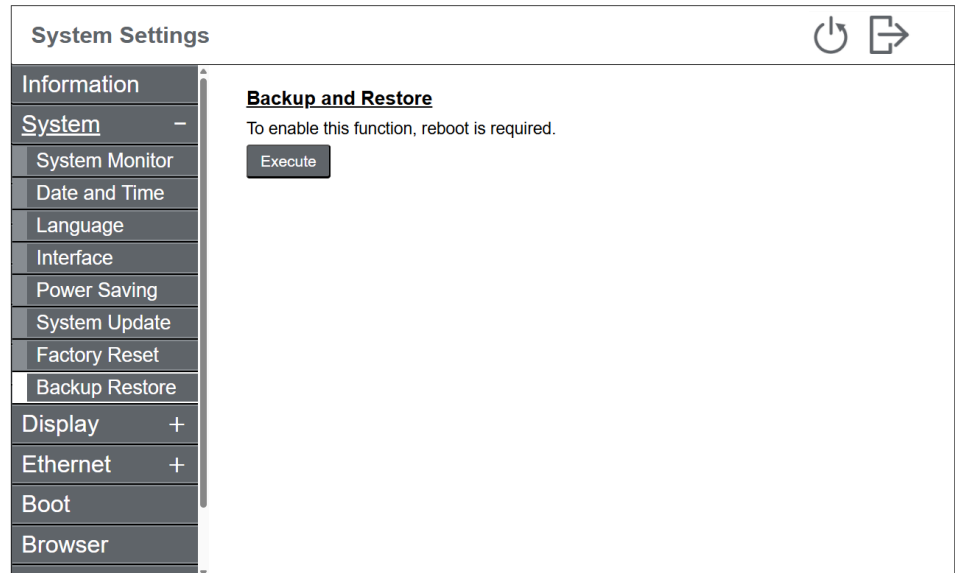 System Settings
Information
System −
System Monitor
Date and Time
Language
Interface
Power Saving
System Update
Factory Reset
Backup Restore
Display +
Ethernet +
Boot
Browser
Backup and Restore
To enable this function, reboot is required.
Execute